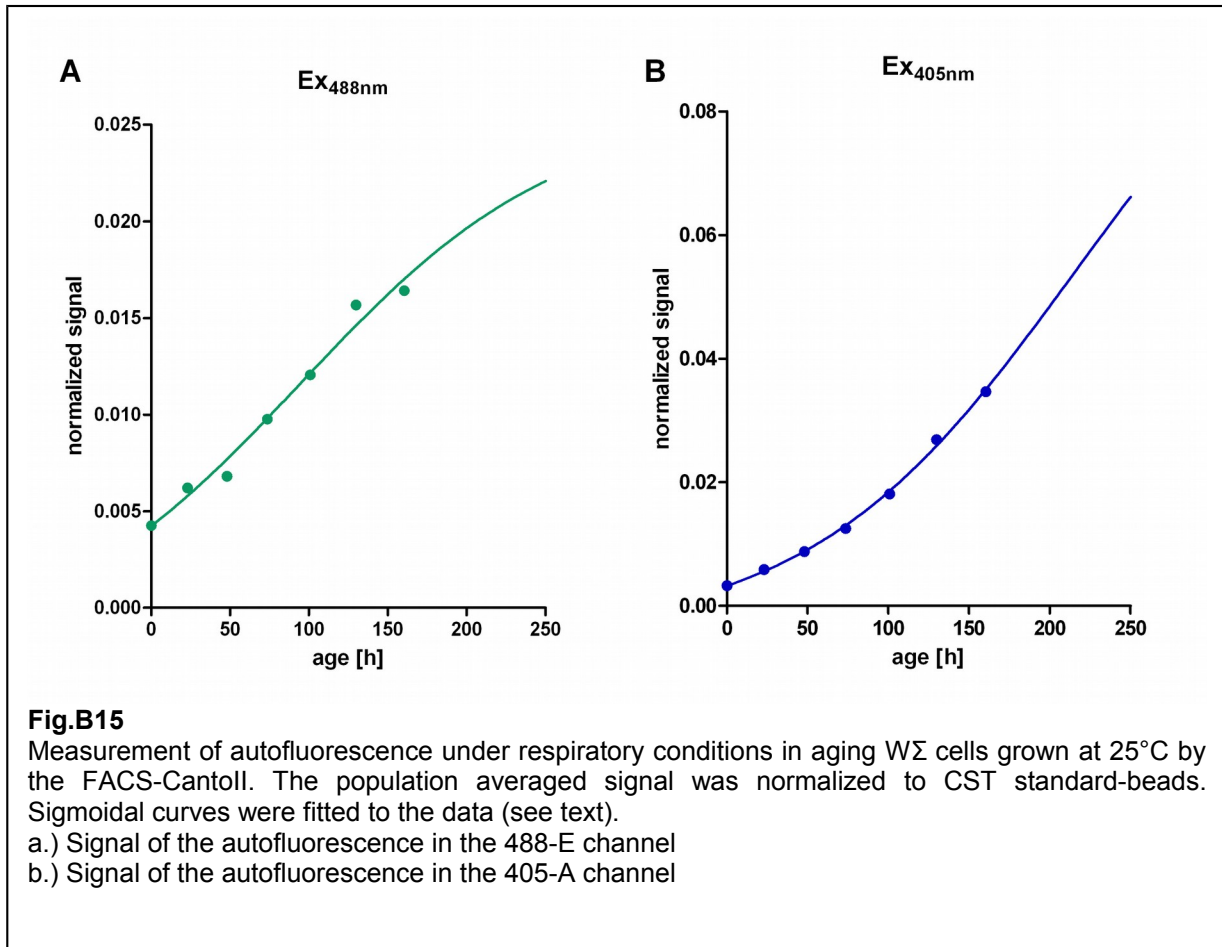 A
Ex488nm
0.025
0.020
0.015
0.010
0.005
0.000
normalized signal
0 50 100 150 200 250
age [h]
B
Ex405nm
0.08
0.06
0.04
0.02
0.00
normalized signal
0 50 100 150 200 250
age [h]
Fig.B15
Measurement of autofluorescence under respiratory conditions in aging WΣ cells grown at 25°C by
the FACS-CantoII. The population averaged signal was normalized to CST standard-beads.
Sigmoidal curves were fitted to the data (see text).
a.) Signal of the autofluorescence in the 488-E channel
b.) Signal of the autofluorescence in the 405-A channel